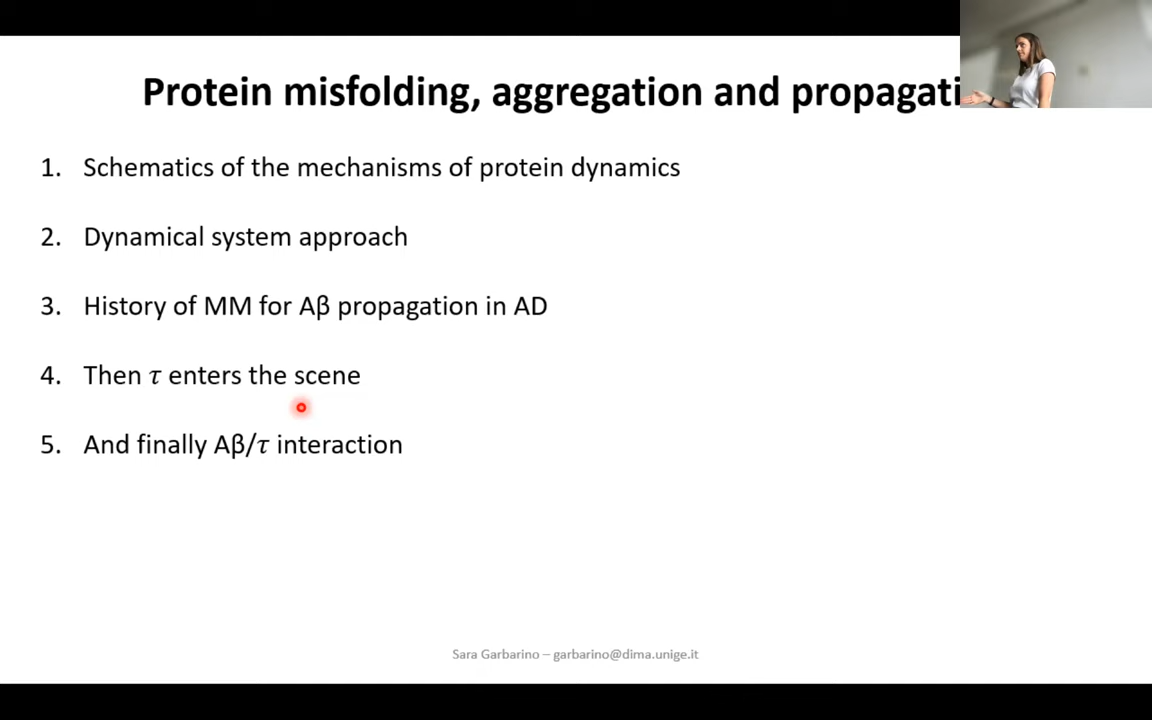 Protein misfolding, aggregation and propagati
1. Schematics of the mechanisms of protein dynamics
2. Dynamical system approach
3. History of MM for Aβ propagation in AD
4. Then 𝜏 enters the scene
5. And finally Aβ/𝜏 interaction
Sara Garbarino – garbarino@dima.unige.it